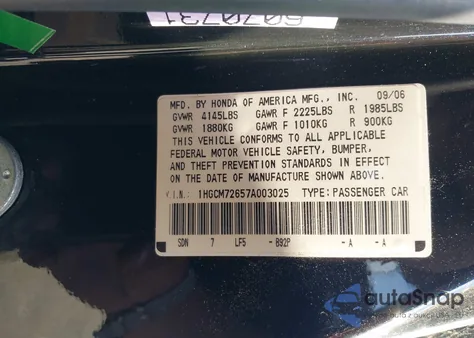 6070731
MFD. BY HONDA OF AMERICA MFG., INC. 09/06
GVWR 4145LBS GAWR F 2225LBS R 1985LBS
GVWR 1880KG GAWR F 1010KG R 900KG
THIS VEHICLE CONFORMS TO ALL APPLICABLE
FEDERAL MOTOR VEHICLE SAFETY, BUMPER,
AND THEFT PREVENTION STANDARDS IN EFFECT
ON THE DATE OF MANUFACTURE SHOWN ABOVE.
V.I.N.: 1HGCM72657A003025 TYPE:PASSENGER CAR
SDN 7 LF5 - B92P - A - A
autoSnap